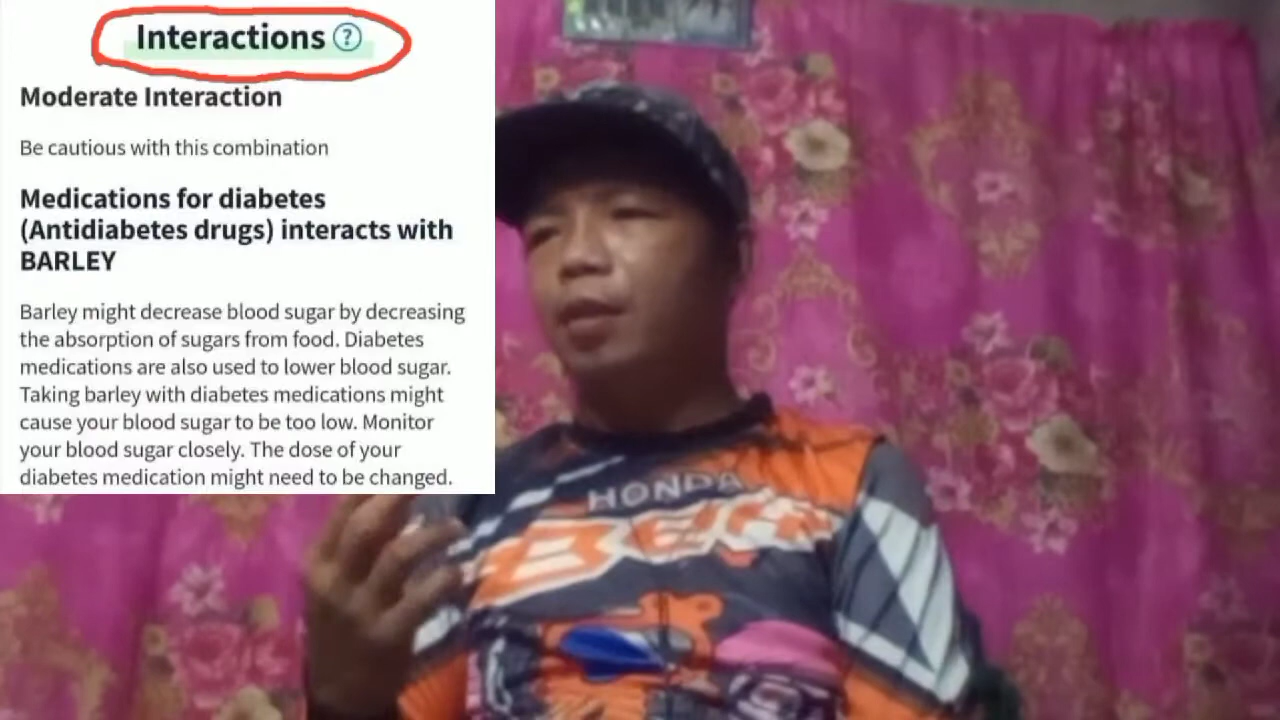 Interactions ?
Moderate Interaction
Be cautious with this combination
Medications for diabetes
(Antidiabetes drugs) interacts with
BARLEY
Barley might decrease blood sugar by decreasing
the absorption of sugars from food. Diabetes
medications are also used to lower blood sugar.
Taking barley with diabetes medications might
cause your blood sugar to be too low. Monitor
your blood sugar closely. The dose of your
diabetes medication might need to be changed.
HONDA